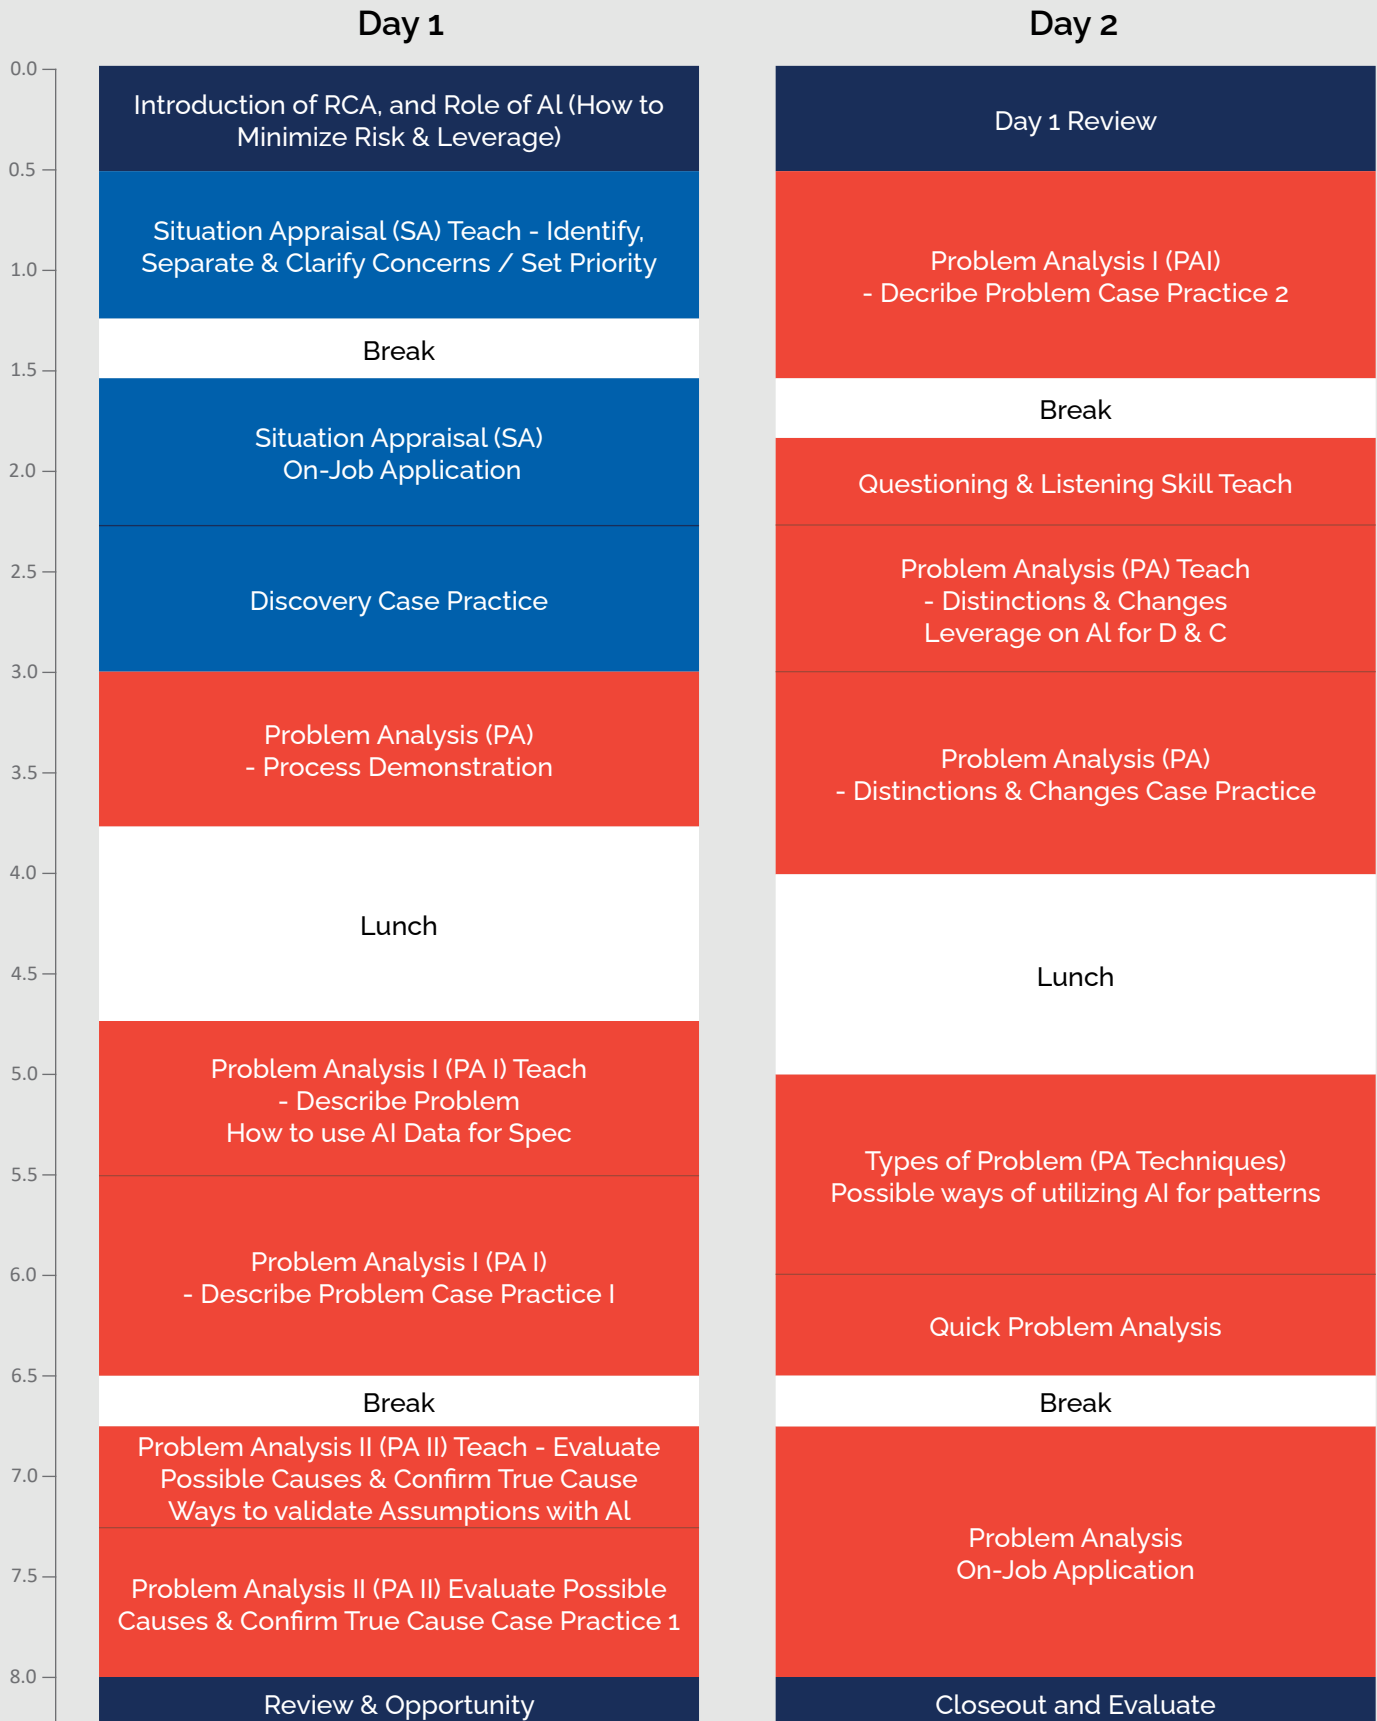 Day 1
0.0
0.5
1.0
1.5
2.0
2.5
3.0
3.5
4.0
4.5
5.0
5.5
6.0
6.5
7.0
7.5
8.0
Introduction of RCA, and Role of Al (How to
Minimize Risk & Leverage)
Situation Appraisal (SA) Teach - Identify,
Separate & Clarify Concerns / Set Priority
Break
Situation Appraisal (SA)
On-Job Application
Discovery Case Practice
Problem Analysis (PA)
- Process Demonstration
Lunch
Problem Analysis I (PA I) Teach
- Describe Problem
How to use AI Data for Spec
Problem Analysis I (PA I)
- Describe Problem Case Practice I
Break
Problem Analysis II (PA II) Teach - Evaluate
Possible Causes & Confirm True Cause
Ways to validate Assumptions with Al
Problem Analysis II (PA II) Evaluate Possible
Causes & Confirm True Cause Case Practice 1
Review & Opportunity
Day 2
Day 1 Review
Problem Analysis I (PAI)
- Decribe Problem Case Practice 2
Break
Questioning & Listening Skill Teach
Problem Analysis (PA) Teach
- Distinctions & Changes
Leverage on Al for D & C
Problem Analysis (PA)
- Distinctions & Changes Case Practice
Lunch
Types of Problem (PA Techniques)
Possible ways of utilizing AI for patterns
Quick Problem Analysis
Break
Problem Analysis
On-Job Application
Closeout and Evaluate